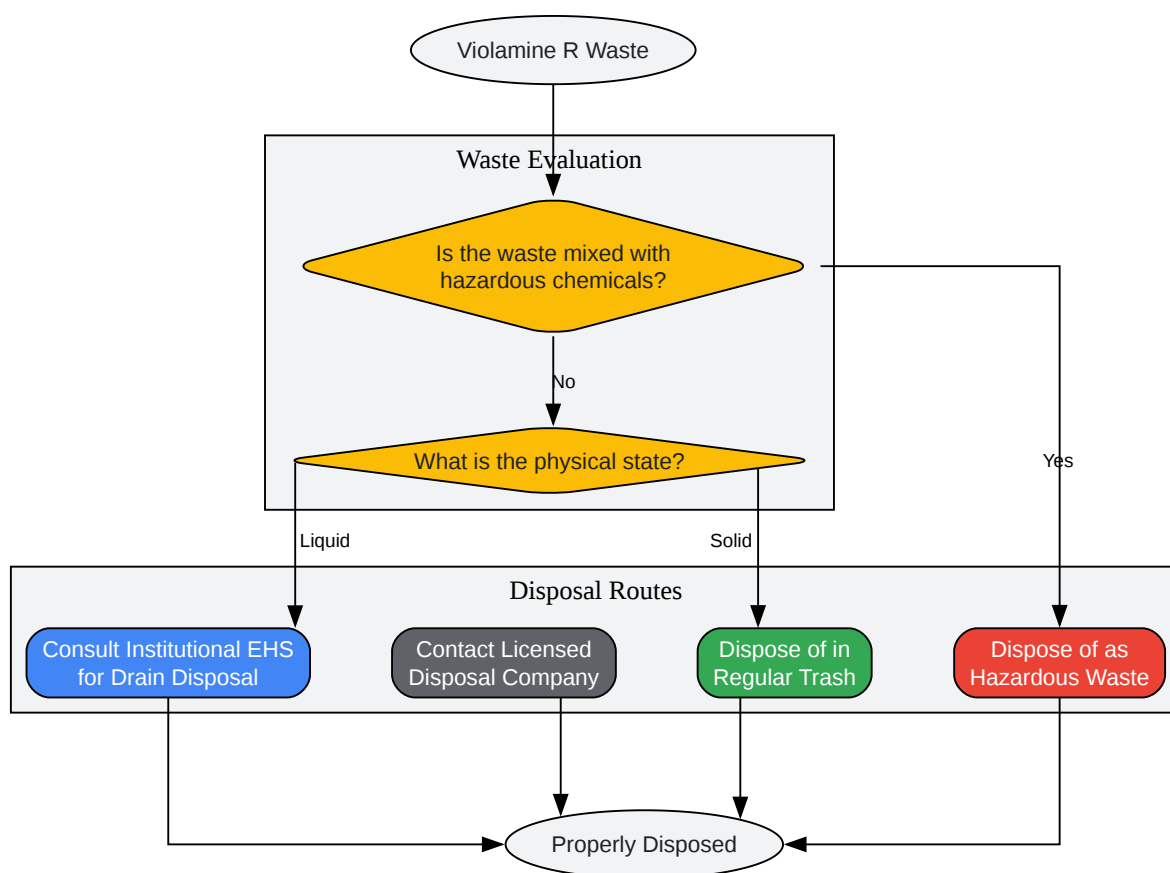 Violamine R Waste
Waste Evaluation
Is the waste mixed with
hazardous chemicals?
No
What is the physical state?
Yes
Liquid
Solid
Disposal Routes
Consult Institutional EHS
for Drain Disposal
Contact Licensed
Disposal Company
Dispose of in
Regular Trash
Dispose of as
Hazardous Waste
Properly Disposed